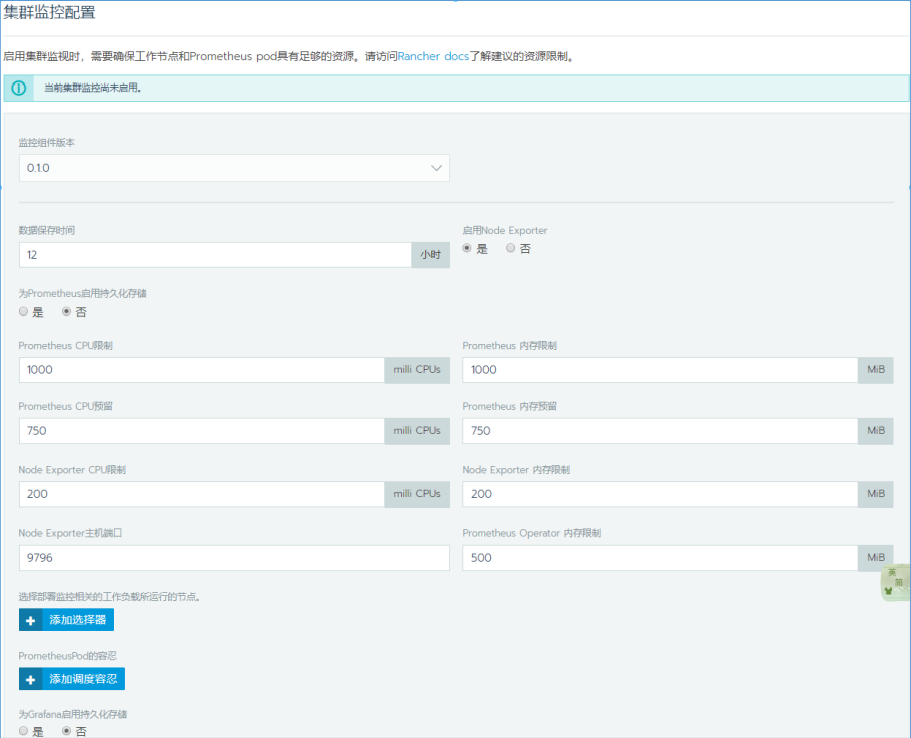 集群监控配置
启用集群监视时，需要确保工作节点和Prometheus pod具有足够的资源。请访问Rancher docs了解建议的资源限制。
当前集群监控尚未启用。
监控组件版本
0.1.0
数据保存时间
12 小时
启用Node Exporter
是 否
为Prometheus启用持久化存储
是 否
Prometheus CPU限制
1000 milli CPUs
Prometheus 内存限制
1000 MiB
Prometheus CPU预留
750 milli CPUs
Prometheus 内存预留
750 MiB
Node Exporter CPU限制
200 milli CPUs
Node Exporter 内存限制
200 MiB
Node Exporter主机端口
9796
Prometheus Operator 内存限制
500 MiB
英
简
选择部署监控相关的工作负载所运行的节点。
+ 添加选择器
PrometheusPod的容忍
+ 添加调度容忍
为Grafana启用持久化存储
是 否